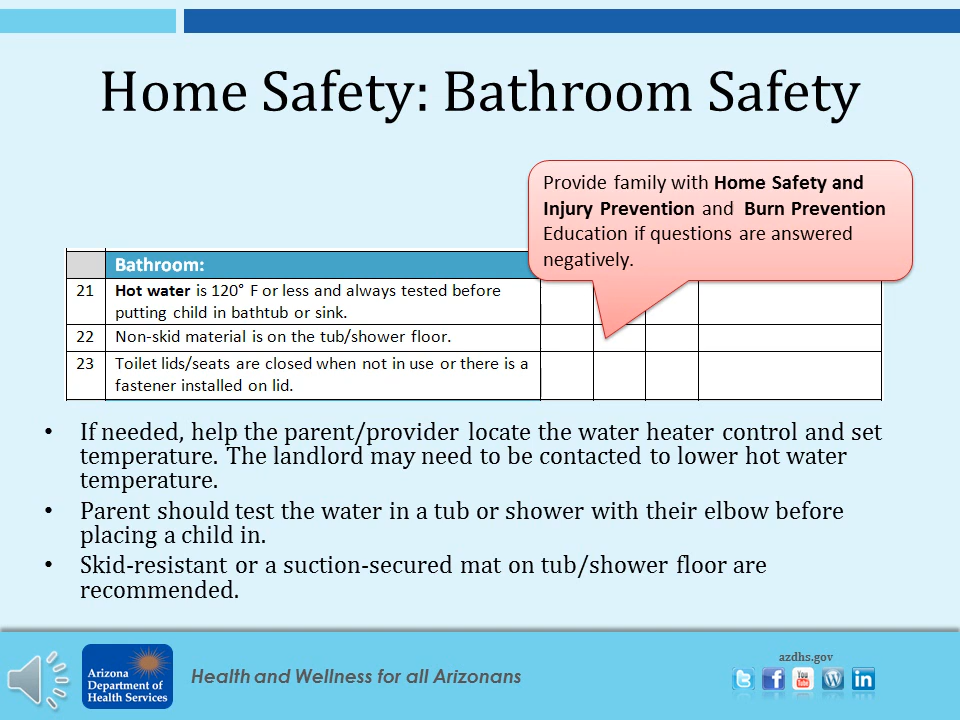 Home Safety: Bathroom Safety
Provide family with Home Safety and
Injury Prevention and Burn Prevention
Education if questions are answered
negatively.
Bathroom:
21 Hot water is 120° F or less and always tested before
putting child in bathtub or sink.
22 Non-skid material is on the tub/shower floor.
23 Toilet lids/seats are closed when not in use or there is a
fastener installed on lid.
• If needed, help the parent/provider locate the water heater control and set
temperature. The landlord may need to be contacted to lower hot water
temperature.
• Parent should test the water in a tub or shower with their elbow before
placing a child in.
• Skid-resistant or a suction-secured mat on tub/shower floor are
recommended.
Arizona
Department of
Health Services
Health and Wellness for all Arizonans
azdhs.gov
t f You Tube W in